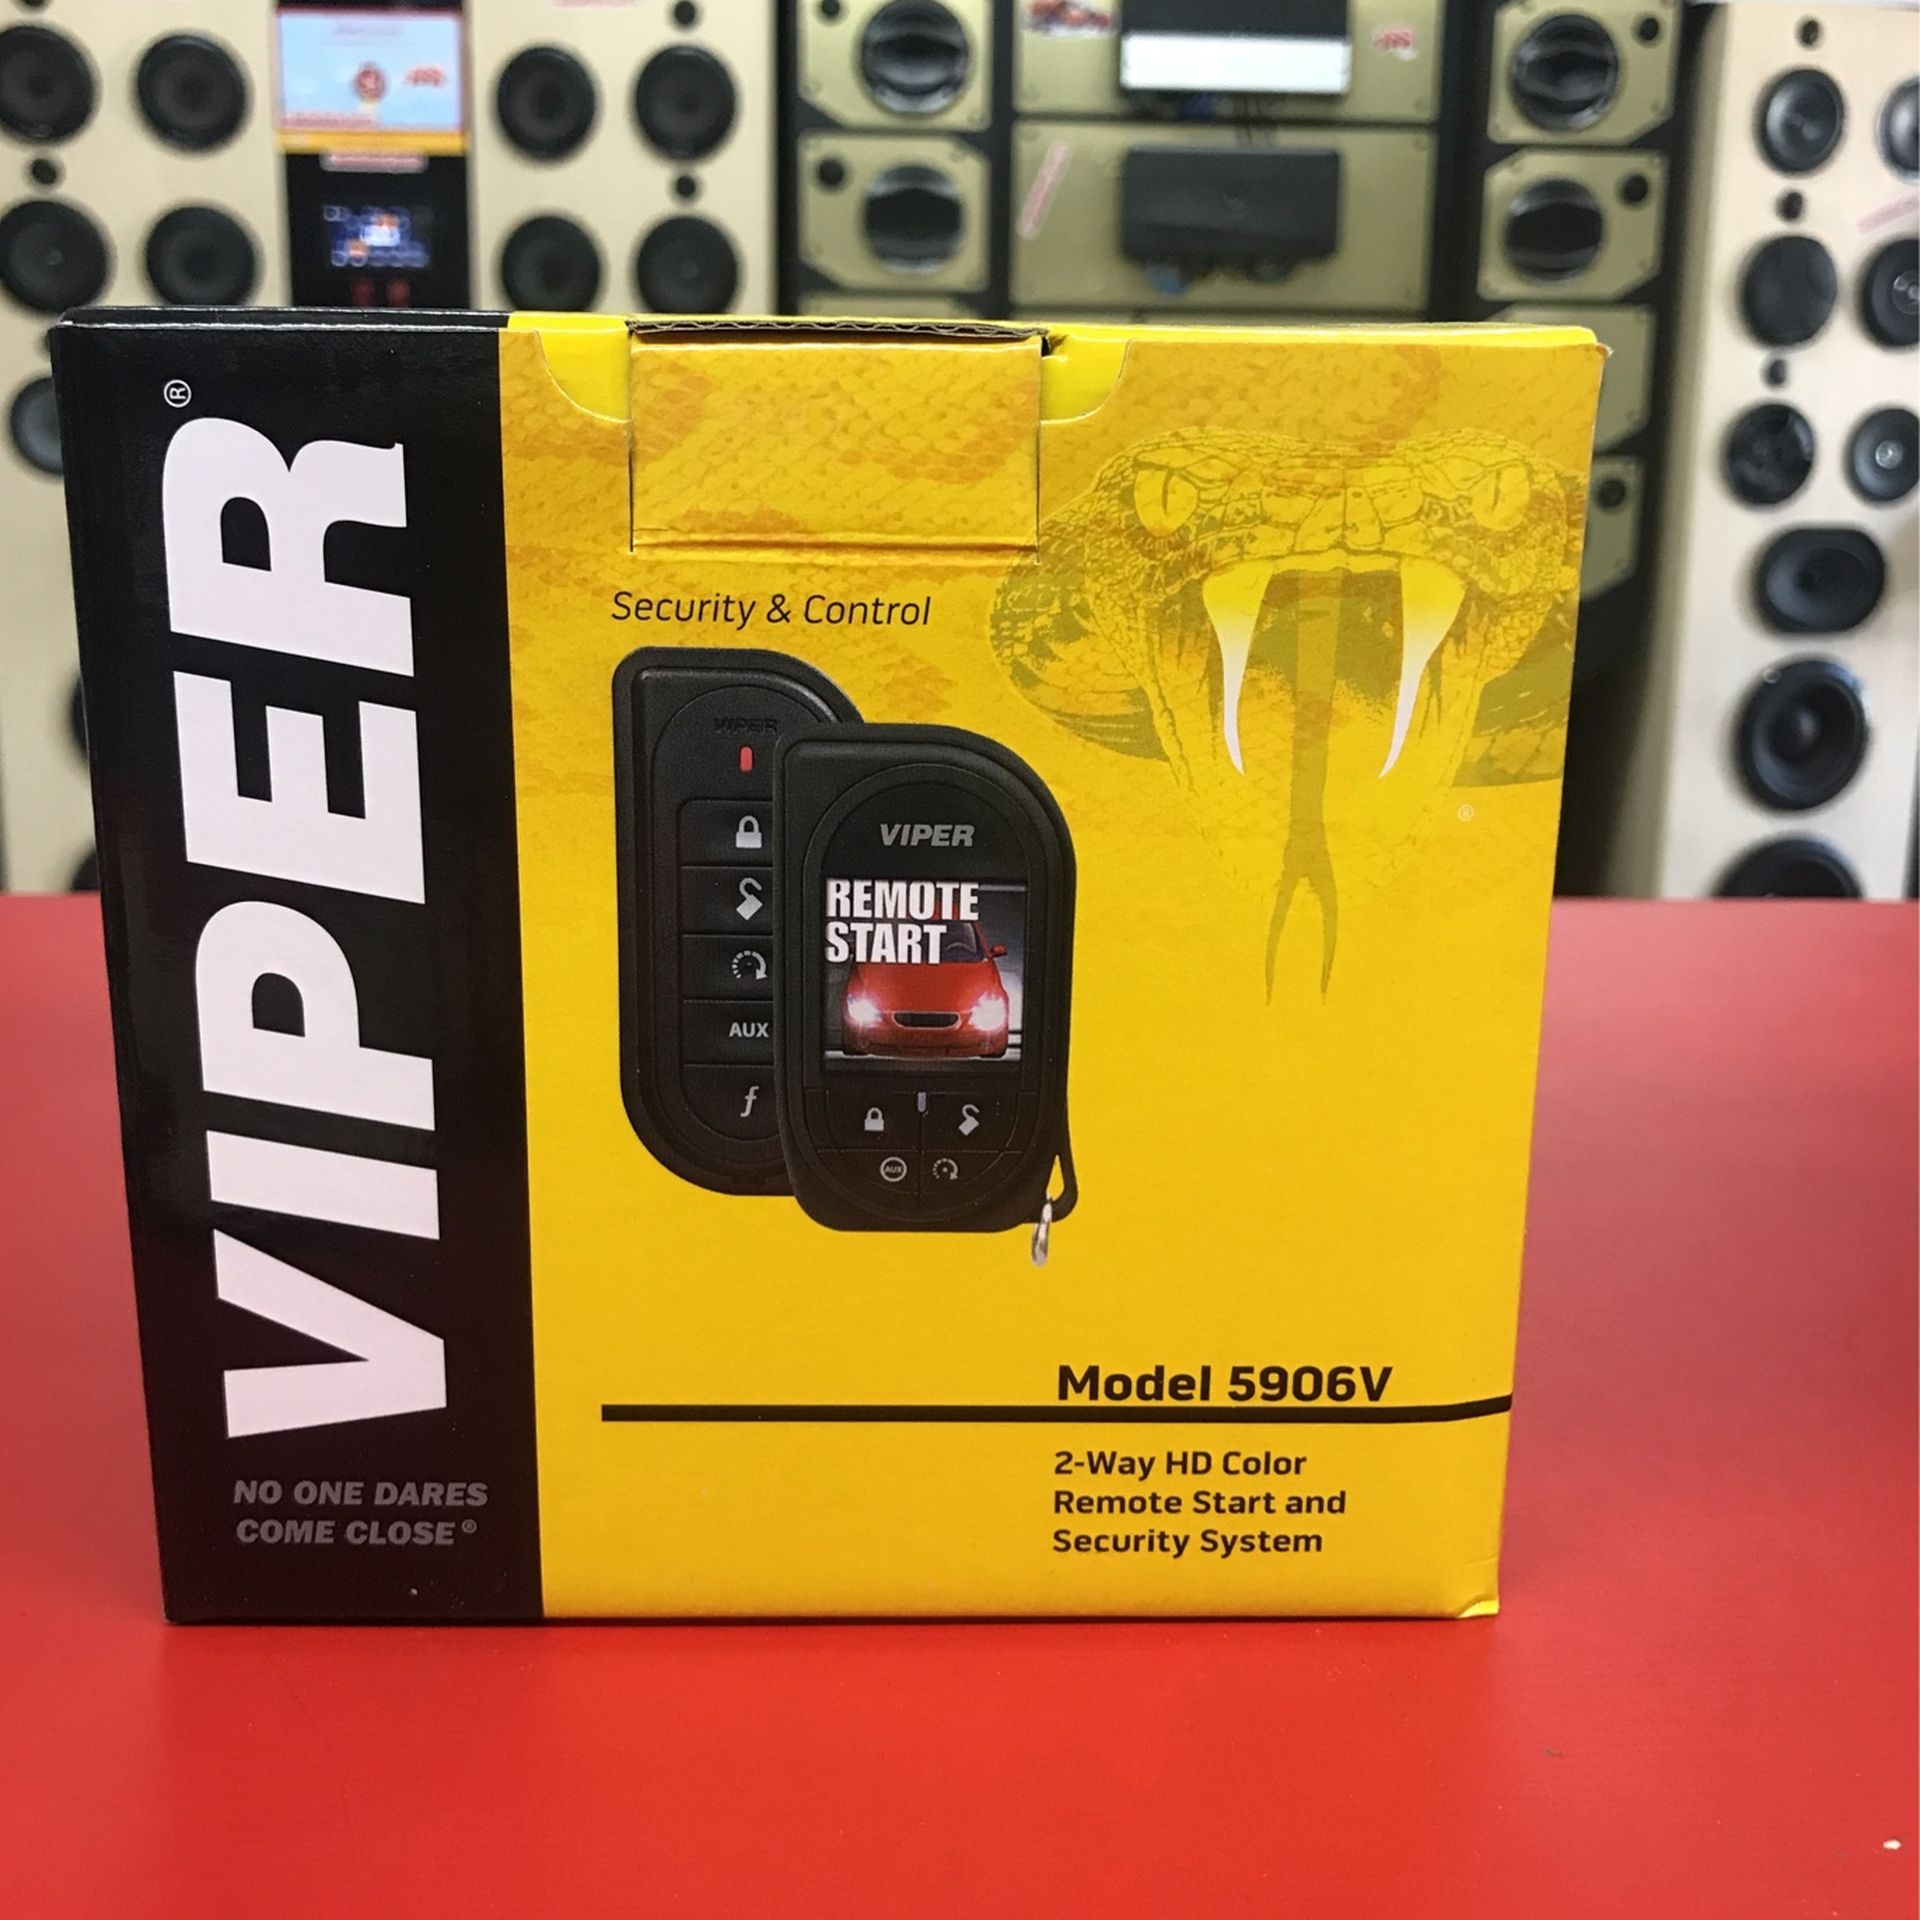 VIPER®
NO ONE DARES
COME CLOSE®
Security & Control
VIPER
AUX
f
VIPER
REMOTE
START
AUX
®
Model 5906V
2-Way HD Color
Remote Start and
Security System